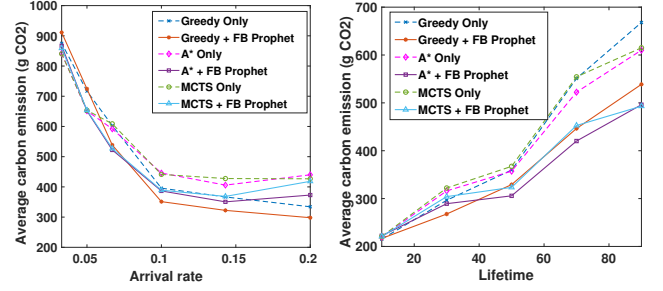 Average carbon emission (g CO2)
1000
900
800
700
600
500
400
300
200
0.05
0.1
0.15
0.2
Arrival rate
Greedy Only
Greedy + FB Prophet
A* Only
A* + FB Prophet
MCTS Only
MCTS + FB Prophet
Average carbon emission (g CO2)
700
600
500
400
300
200
20
40
60
80
Lifetime
Greedy Only
Greedy + FB Prophet
A* Only
A* + FB Prophet
MCTS Only
MCTS + FB Prophet